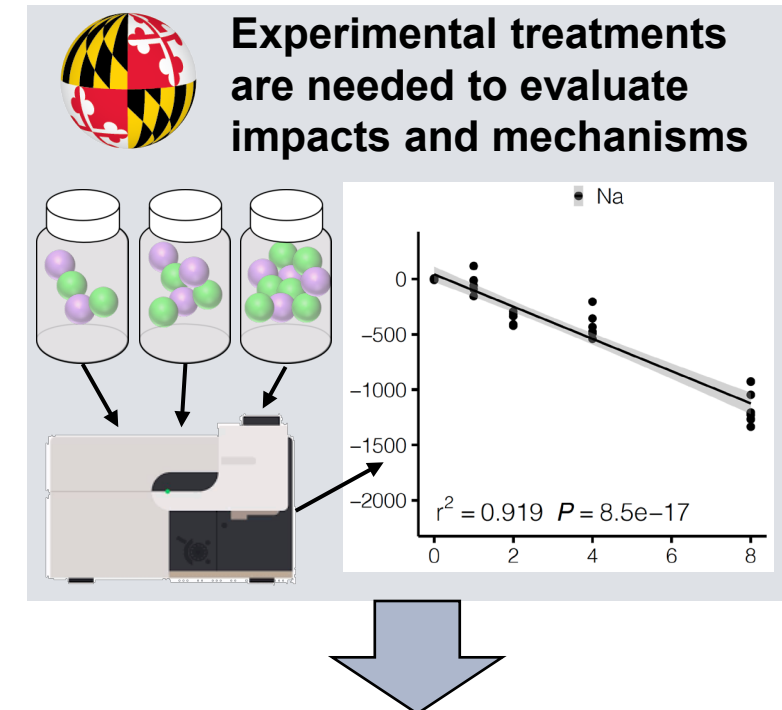 Experimental treatments
are needed to evaluate
impacts and mechanisms
Na
0
−500
−1000
−1500
−2000
r² = 0.919 P = 8.5e−17
0 2 4 6 8